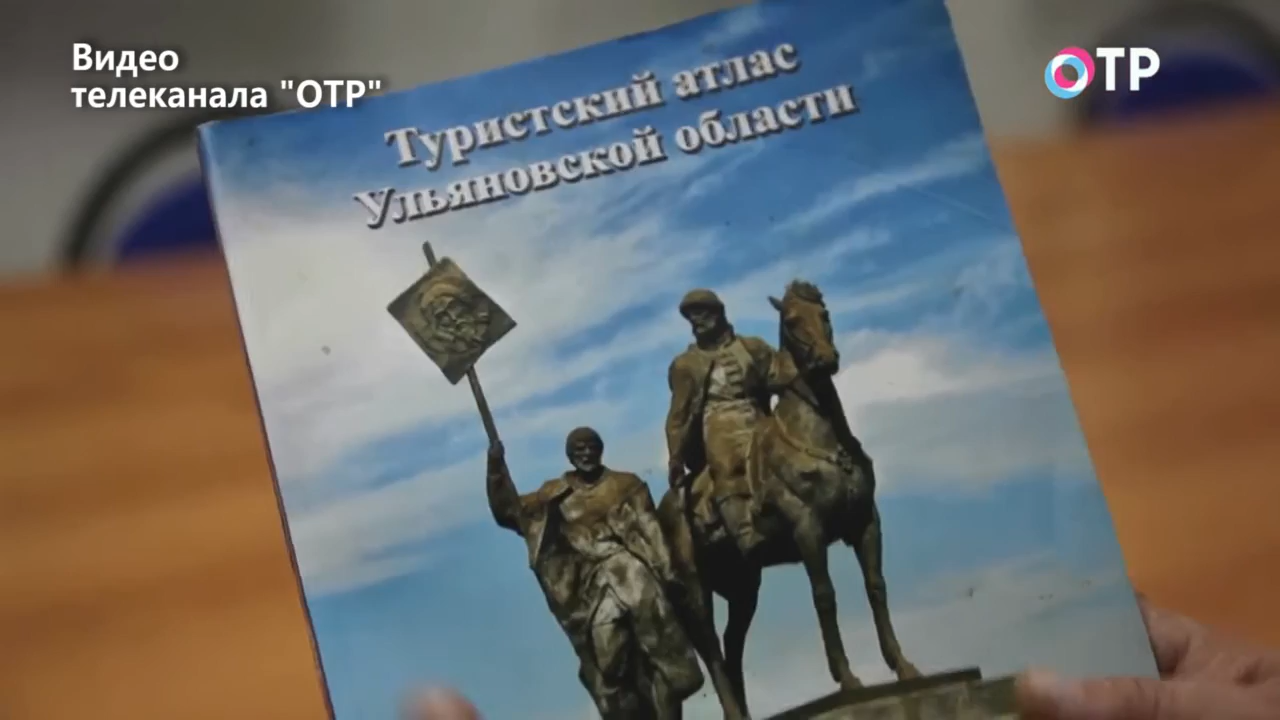 Видео
телеканала "ОТР"
ОТР
Туристский атлас
Ульяновской области